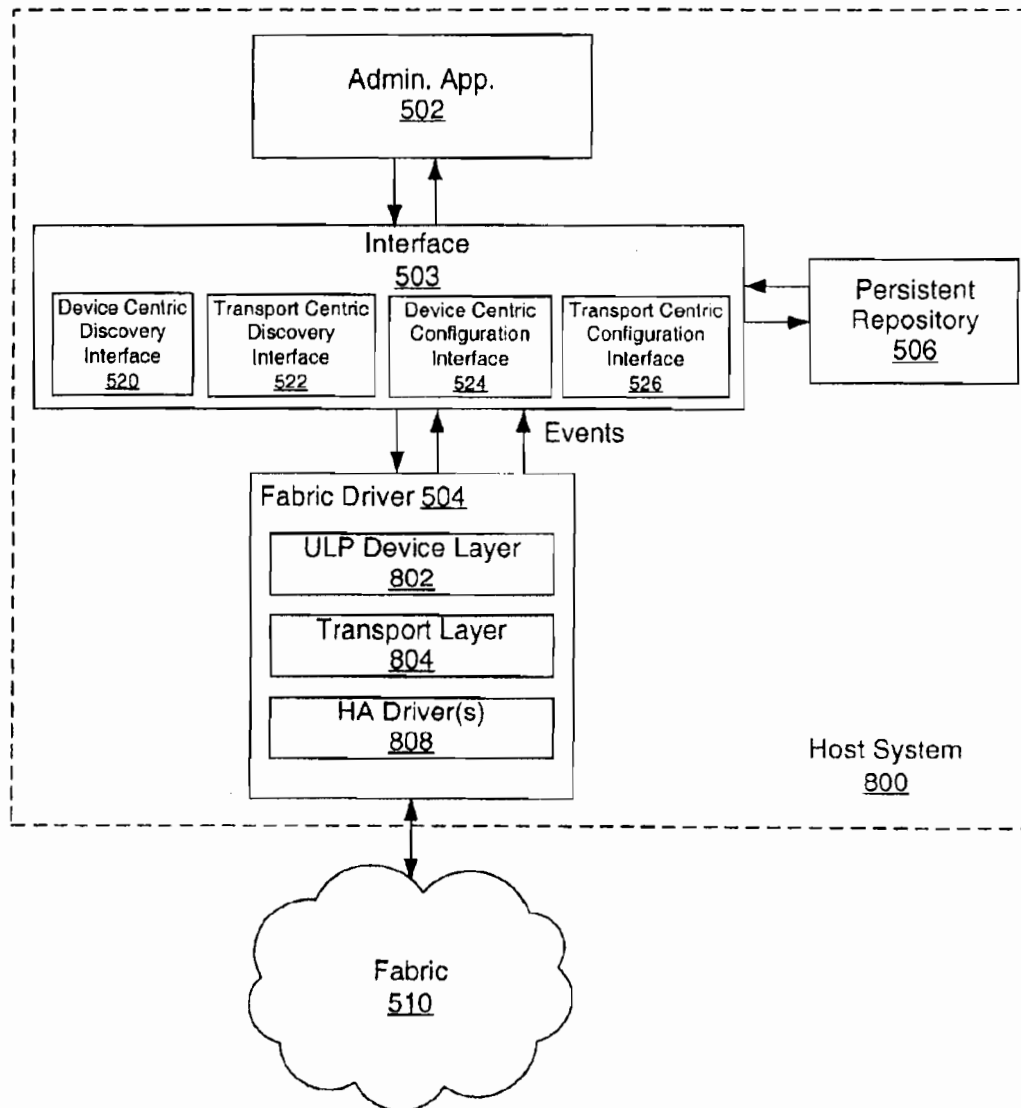 Admin. App.
502
Interface
503
Device Centric
Discovery
Interface
520
Transport Centric
Discovery
Interface
522
Device Centric
Configuration
Interface
524
Transport Centric
Configuration
Interface
526
Persistent
Repository
506
Events
Fabric Driver 504
ULP Device Layer
802
Transport Layer
804
HA Driver(s)
808
Host System
800
Fabric
510